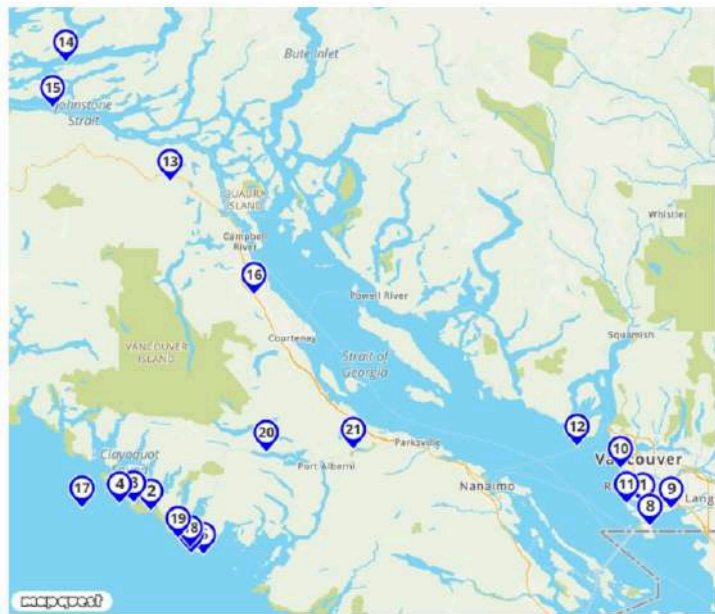 14
Bute Inlet
15
Johnstone
Strait
13
QUADRA
ISLAND
Whistler
Campbell
River
16
Powell River
Squamish
Courtenay
VANCOUVER
ISLAND
Strait of
Georgia
12
20
21
Parksville
10
Clayoquot
Port Alberni
Vancouver
17
4
3
2
Nanaimo
11
1
9
Lang
8
19
18
mapquest